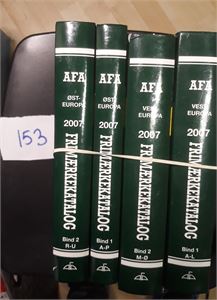 153
AFA
ØST-
EUROPA
2007
FRIMÆRKEKATALOG
Bind 2
R-U
AFA
ØST-
EUROPA
2007
FRIMÆRKEKATALOG
Bind 1
A-P
AFA
VEST-
EUROPA
2007
FRIMÆRKEKATALOG
Bind 2
M-Ø
AFA
VEST-
EUROPA
2007
FRIMÆRKEKATALOG
Bind 1
A-L